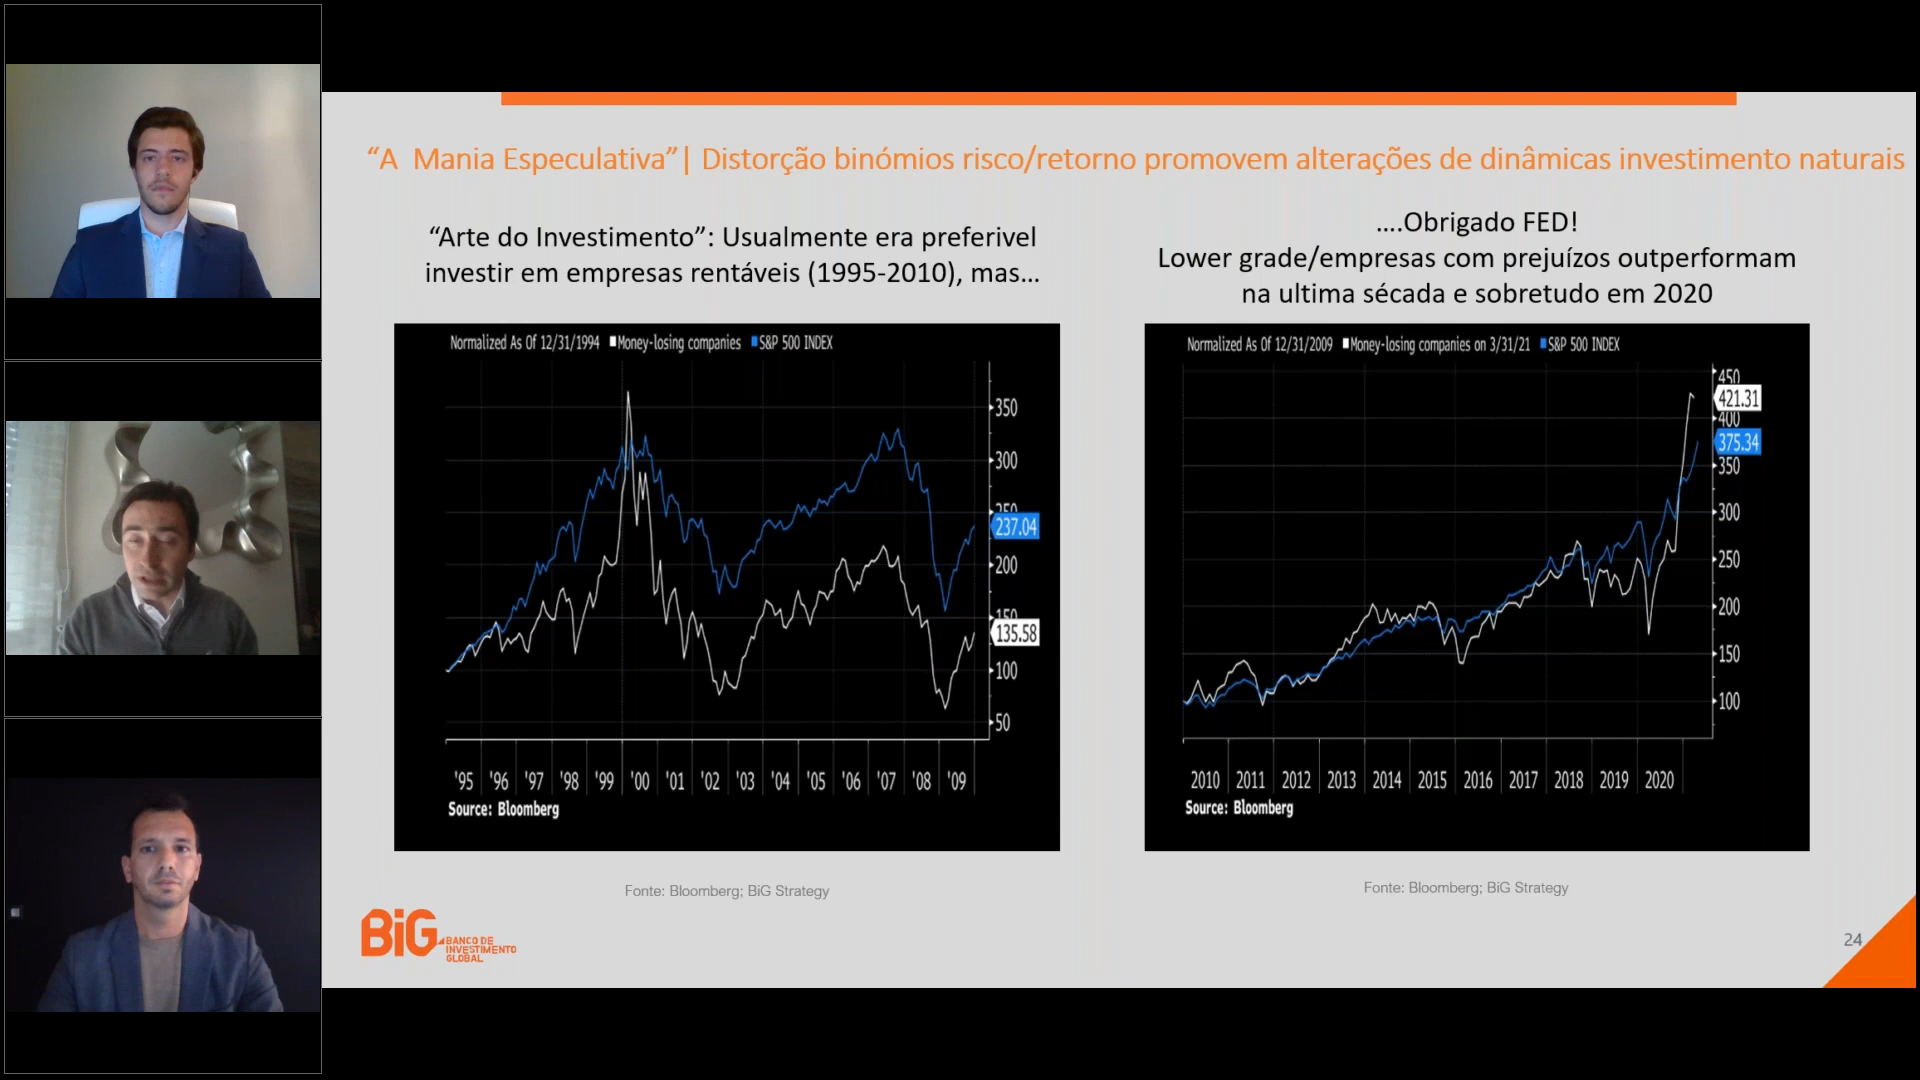 “A Mania Especulativa”| Distorção binómios risco/retorno promovem alterações de dinâmicas investimento naturais
“Arte do Investimento”: Usualmente era preferivel
investir em empresas rentáveis (1995-2010), mas...
....Obrigado FED!
Lower grade/empresas com prejuízos outperformam
na ultima sécada e sobretudo em 2020
Normalized As Of 12/31/1994 Money-losing companies S&P 500 INDEX
350
300
250
237.04
200
150
135.58
100
50
'95 '96 '97 '98 '99 '00 '01 '02 '03 '04 '05 '06 '07 '08 '09
Source: Bloomberg
Normalized As Of 12/31/2009 Money-losing companies on 3/31/21 S&P 500 INDEX
450
421.31
400
375.34
350
300
250
200
150
100
2010 2011 2012 2013 2014 2015 2016 2017 2018 2019 2020
Source: Bloomberg
Fonte: Bloomberg; BiG Strategy
Fonte: Bloomberg; BiG Strategy
BiG
BANCO DE
INVESTIMENTO
GLOBAL
24